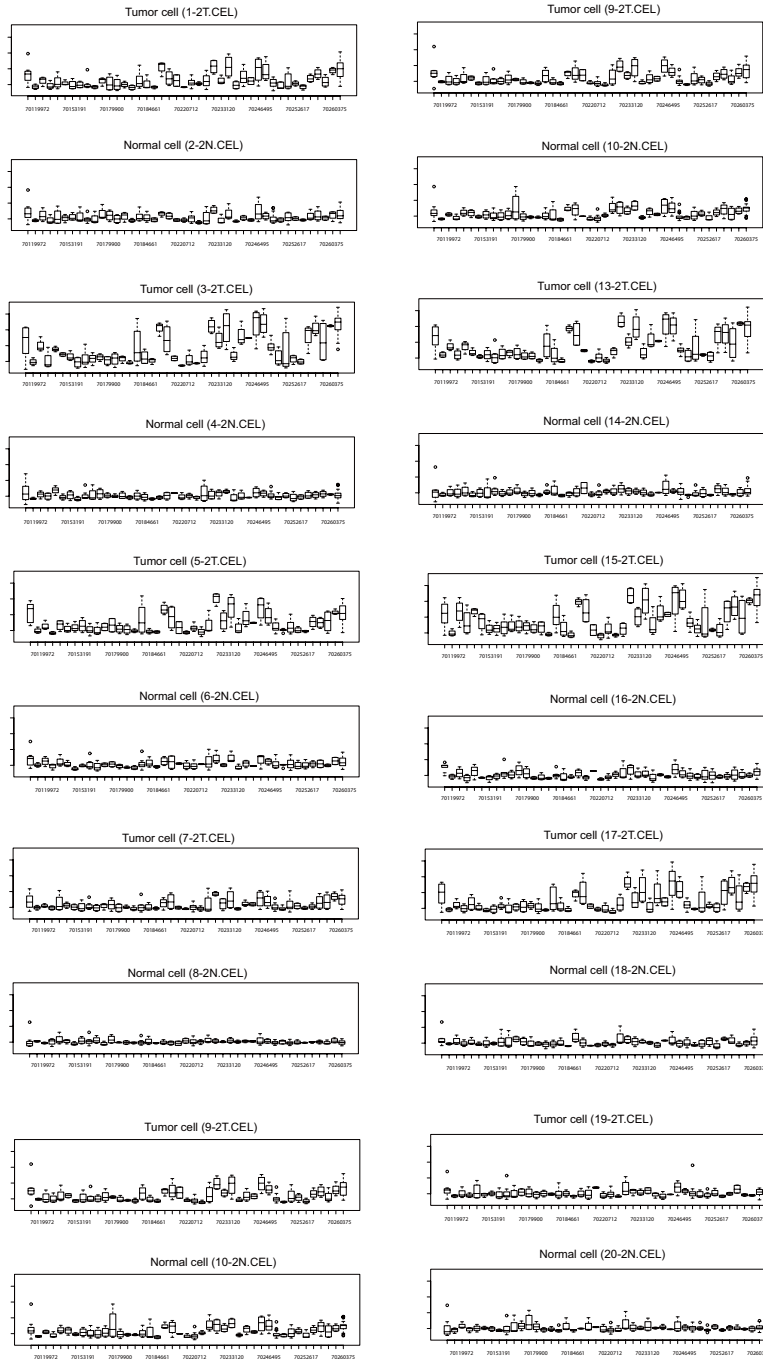 Tumor cell (1-2T.CEL)
70119972 70153191 70179900 70184661 70220712 70233120 70246495 70252617 70260375
Normal cell (2-2N.CEL)
70119972 70153191 70179900 70184661 70220712 70233120 70246495 70252617 70260375
Tumor cell (3-2T.CEL)
70119972 70153191 70179900 70184661 70220712 70233120 70246495 70252617 70260375
Normal cell (4-2N.CEL)
70119972 70153191 70179900 70184661 70220712 70233120 70246495 70252617 70260375
Tumor cell (5-2T.CEL)
70119972 70153191 70179900 70184661 70220712 70233120 70246495 70252617 70260375
Normal cell (6-2N.CEL)
70119972 70153191 70179900 70184661 70220712 70233120 70246495 70252617 70260375
Tumor cell (7-2T.CEL)
70119972 70153191 70179900 70184661 70220712 70233120 70246495 70252617 70260375
Normal cell (8-2N.CEL)
70119972 70153191 70179900 70184661 70220712 70233120 70246495 70252617 70260375
Tumor cell (9-2T.CEL)
70119972 70153191 70179900 70184661 70220712 70233120 70246495 70252617 70260375
Normal cell (10-2N.CEL)
70119972 70153191 70179900 70184661 70220712 70233120 70246495 70252617 70260375
Tumor cell (9-2T.CEL)
70119972 70153191 70179900 70184661 70220712 70233120 70246495 70252617 70260375
Normal cell (10-2N.CEL)
70119972 70153191 70179900 70184661 70220712 70233120 70246495 70252617 70260375
Tumor cell (13-2T.CEL)
70119972 70153191 70179900 70184661 70220712 70233120 70246495 70252617 70260375
Normal cell (14-2N.CEL)
70119972 70153191 70179900 70184661 70220712 70233120 70246495 70252617 70260375
Tumor cell (15-2T.CEL)
70119972 70153191 70179900 70184661 70220712 70233120 70246495 70252617
Normal cell (16-2N.CEL)
70119972 70153191 70179900 70184661 70220712 70233120 70246495 70252617
Tumor cell (17-2T.CEL)
70119972 70153191 70179900 70184661 70220712 70233120 70246495 70252617
Normal cell (18-2N.CEL)
70119972 70153191 70179900 70184661 70220712 70233120 70246495 70252617
Tumor cell (19-2T.CEL)
70119972 70153191 70179900 70184661 70220712 70233120 70246495 70252617
Normal cell (20-2N.CEL)
70119972 70153191 70179900 70184661 70220712 70233120 70246495 70252617